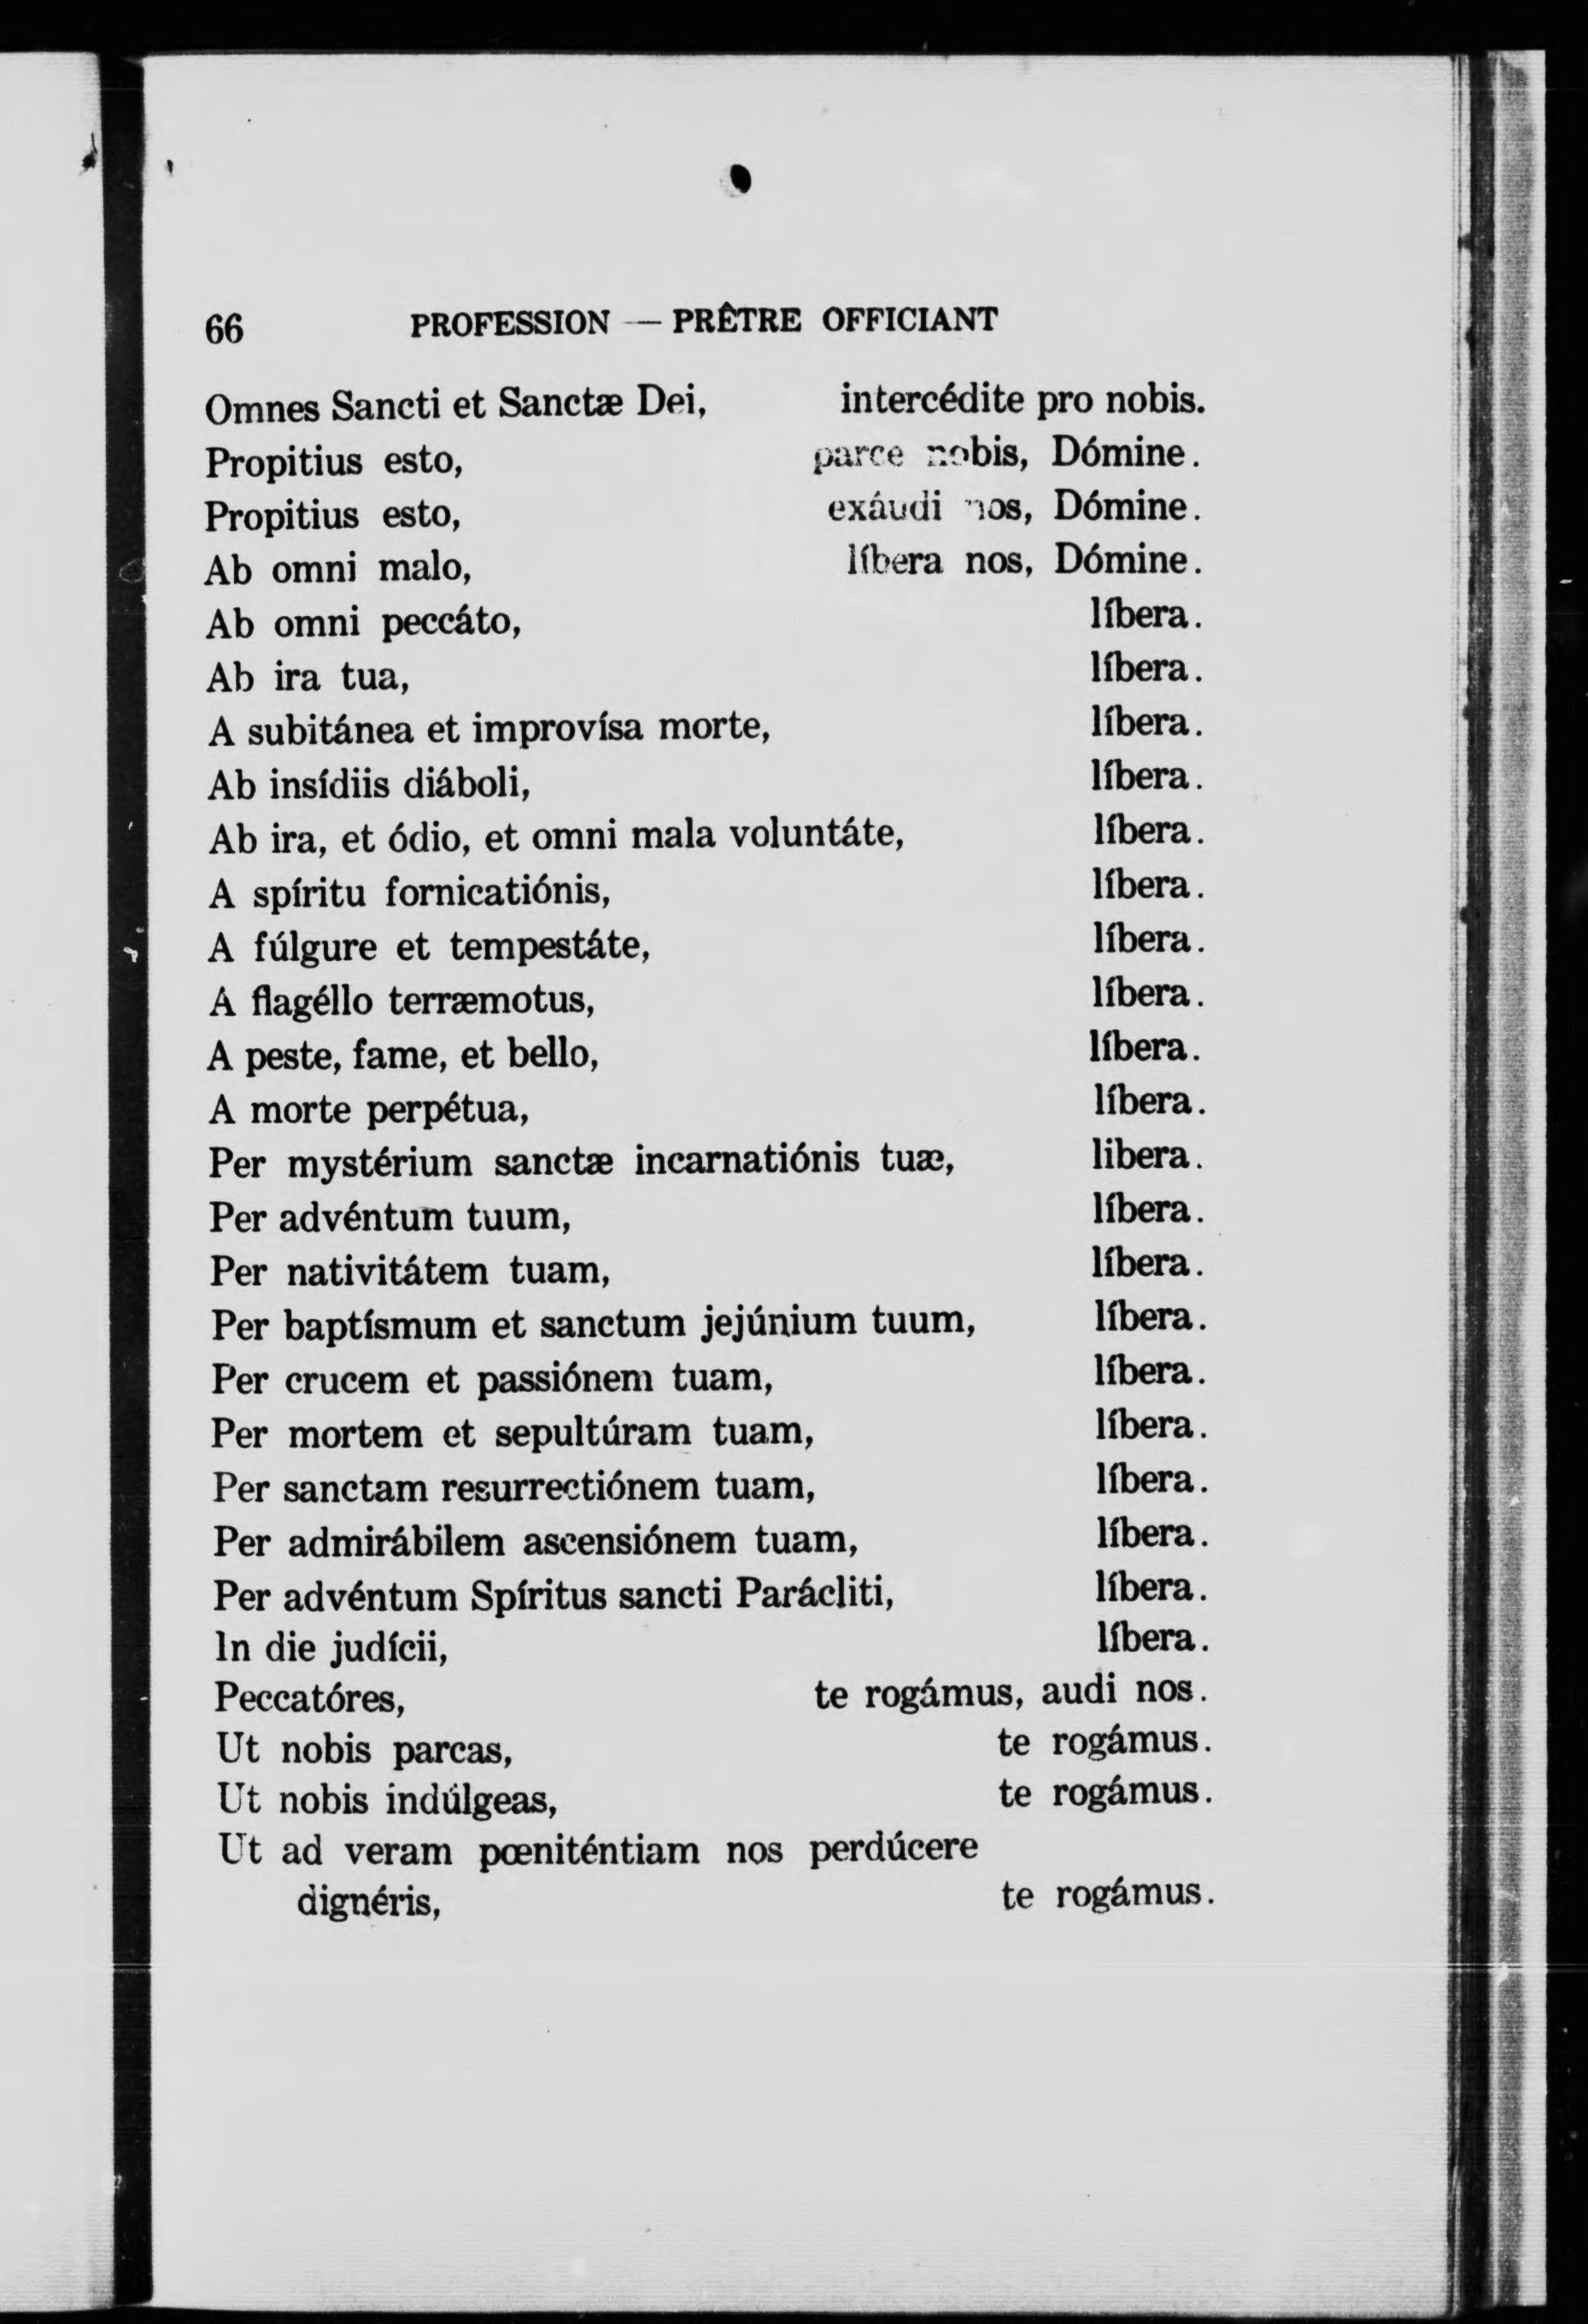 66 PROFESSION — PRÊTRE OFFICIANT
Omnes Sancti et Sanctæ Dei, intercédite pro nobis.
Propitius esto, parce nobis, Dómine.
Propitius esto, exáudi nos, Dómine.
Ab omni malo, líbera nos, Dómine.
Ab omni peccáto, líbera.
Ab ira tua, líbera.
A subitánea et improvísa morte, líbera.
Ab insídiis diáboli, líbera.
Ab ira, et ódio, et omni mala voluntáte, líbera.
A spíritu fornicatiónis, líbera.
A fúlgure et tempestáte, líbera.
A flagéllo terræmotus, líbera.
A peste, fame, et bello, líbera.
A morte perpétua, líbera.
Per mystérium sanctæ incarnatiónis tuæ, libera.
Per advéntum tuum, líbera.
Per nativitátem tuam, líbera.
Per baptísmum et sanctum jejúnium tuum, líbera.
Per crucem et passiónem tuam, líbera.
Per mortem et sepultúram tuam, líbera.
Per sanctam resurrectiónem tuam, líbera.
Per admirábilem ascensiónem tuam, líbera.
Per advéntum Spíritus sancti Parácliti, líbera.
In die judícii, líbera.
Peccatóres, te rogámus, audi nos.
Ut nobis parcas, te rogámus.
Ut nobis indúlgeas, te rogámus.
Ut ad veram pœniténtiam nos perdúcere
dignéris, te rogámus.